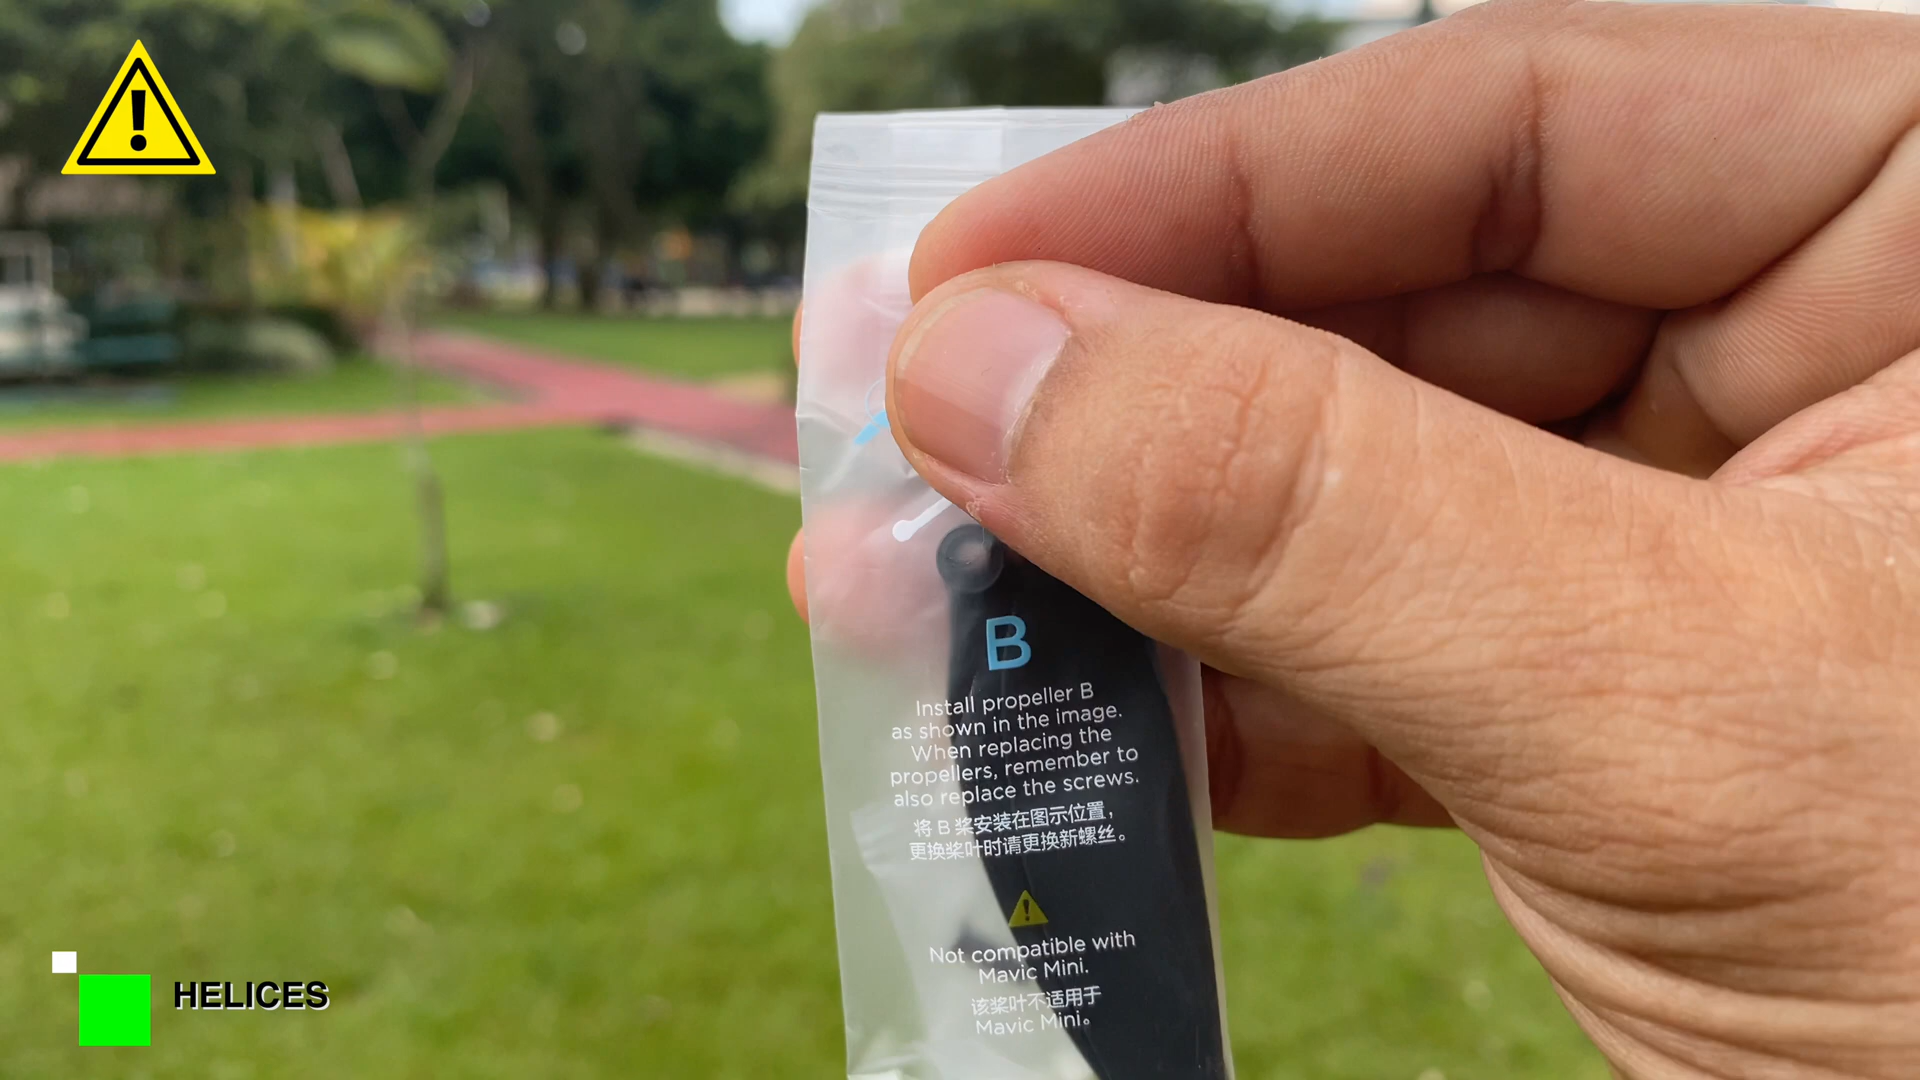 B
Install propeller B
as shown in the image.
When replacing the
propellers, remember to
also replace the screws.
将 B 桨安装在图示位置，
更换桨叶时请更换新螺丝。
Not compatible with
Mavic Mini.
该桨叶不适用于
Mavic Mini。
HELICES